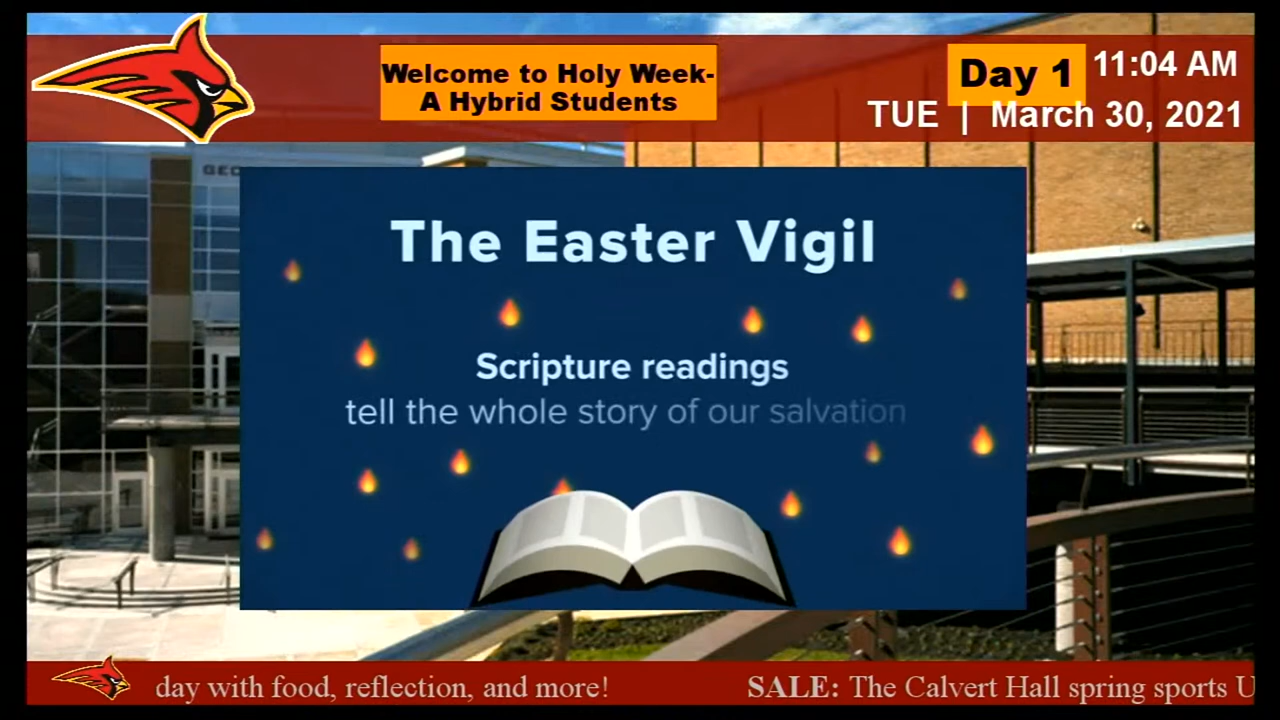 Welcome to Holy Week-
A Hybrid Students
Day 1
11:04 AM
TUE | March 30, 2021
The Easter Vigil
Scripture readings
tell the whole story of our salvation
day with food, reflection, and more!
SALE: The Calvert Hall spring sports U